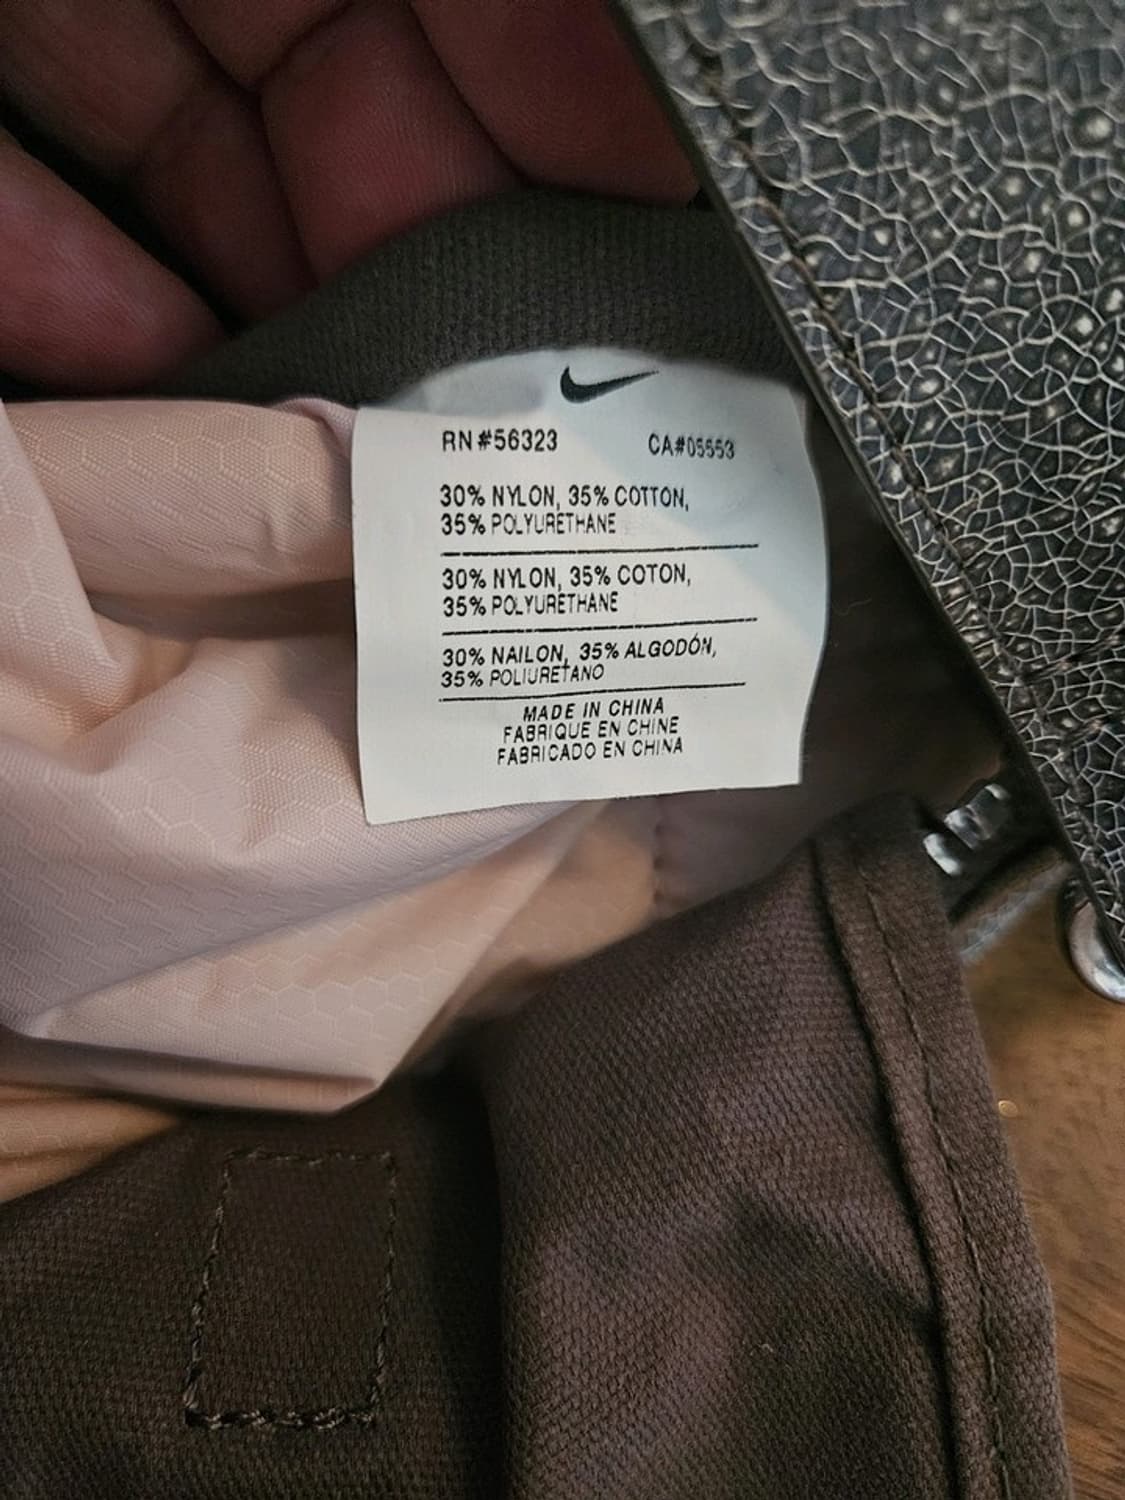 RN #56323 CA#05553
30% NYLON, 35% COTTON,
35% POLYURETHANE
30% NYLON, 35% COTON,
35% POLYURETHANE
30% NAILON, 35% ALGODÓN,
35% POLIURETANO
MADE IN CHINA
FABRIQUE EN CHINE
FABRICADO EN CHINA